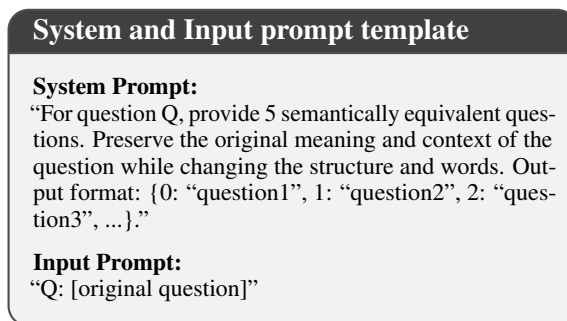 System and Input prompt template
System Prompt:
“For question Q, provide 5 semantically equivalent ques-
tions. Preserve the original meaning and context of the
question while changing the structure and words. Out-
put format: {0: “question1”, 1: “question2”, 2: “ques-
tion3”, ...}.”
Input Prompt:
“Q: [original question]”